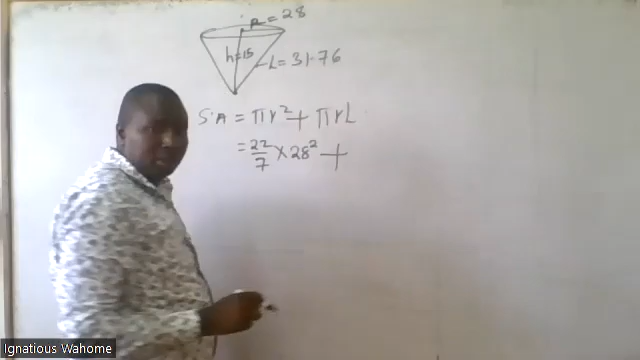 R = 28
h=15
L= 31.76
S.A = πr² + πrL
= 22/7 × 28² +
Ignatious Wahome